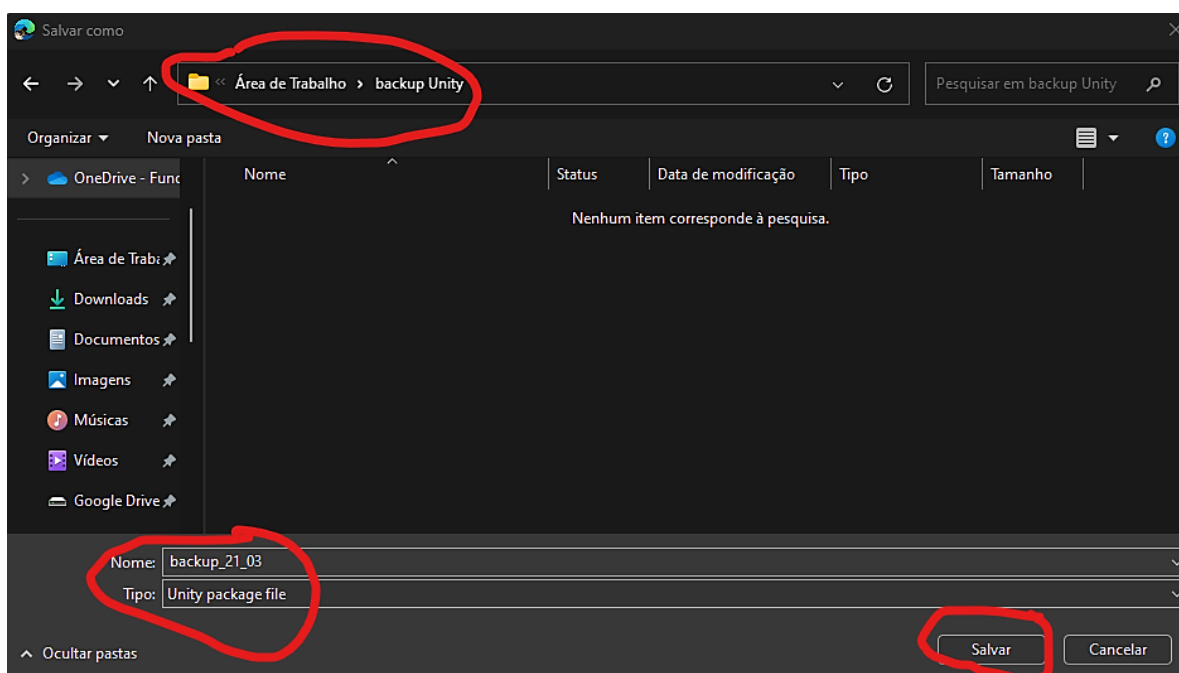 Salvar como
« Área de Trabalho › backup Unity
Pesquisar em backup Unity
Organizar Nova pasta
?
OneDrive - Fund
Nome Status Data de modificação Tipo Tamanho
Nenhum item corresponde à pesquisa.
Área de Traba
Downloads
Documentos
Imagens
Músicas
Vídeos
Google Drive
Nome: backup_21_03
Tipo: Unity package file
Ocultar pastas
Salvar Cancelar